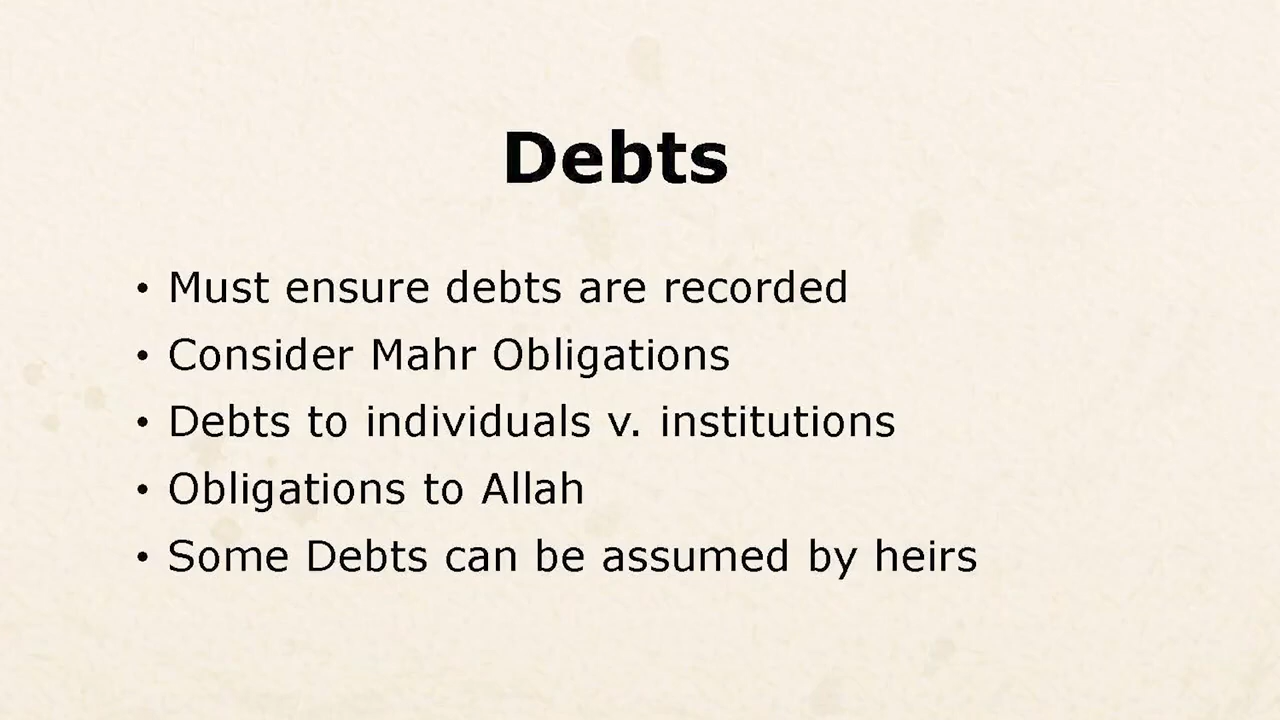 Debts
• Must ensure debts are recorded
• Consider Mahr Obligations
• Debts to individuals v. institutions
• Obligations to Allah
• Some Debts can be assumed by heirs